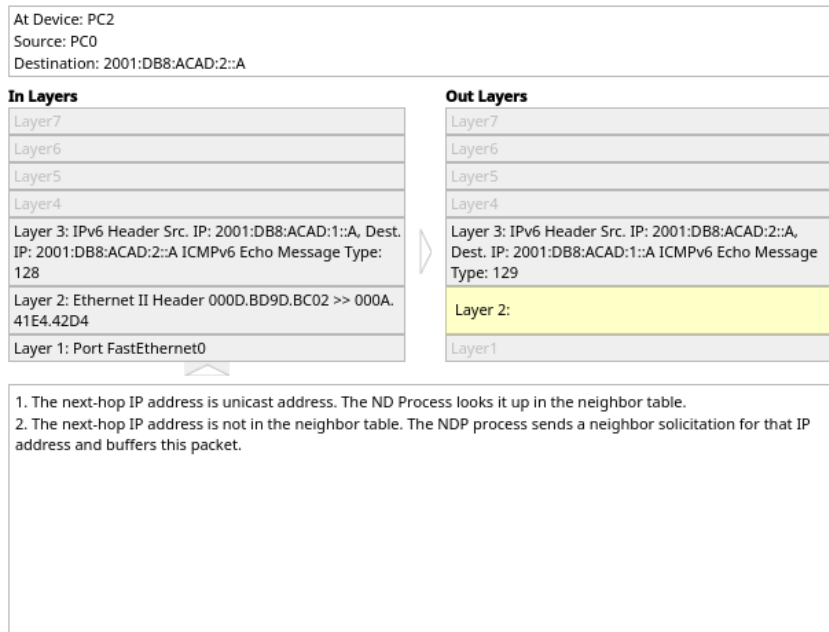 At Device: PC2
Source: PC0
Destination: 2001:DB8:ACAD:2::A
In Layers
Layer7
Layer6
Layer5
Layer4
Layer 3: IPv6 Header Src. IP: 2001:DB8:ACAD:1::A, Dest.
IP: 2001:DB8:ACAD:2::A ICMPv6 Echo Message Type:
128
Layer 2: Ethernet II Header 000D.BD9D.BC02 >> 000A.
41E4.42D4
Layer 1: Port FastEthernet0
Out Layers
Layer7
Layer6
Layer5
Layer4
Layer 3: IPv6 Header Src. IP: 2001:DB8:ACAD:2::A,
Dest. IP: 2001:DB8:ACAD:1::A ICMPv6 Echo Message
Type: 129
Layer 2:
Layer1
1. The next-hop IP address is unicast address. The ND Process looks it up in the neighbor table.
2. The next-hop IP address is not in the neighbor table. The NDP process sends a neighbor solicitation for that IP
address and buffers this packet.